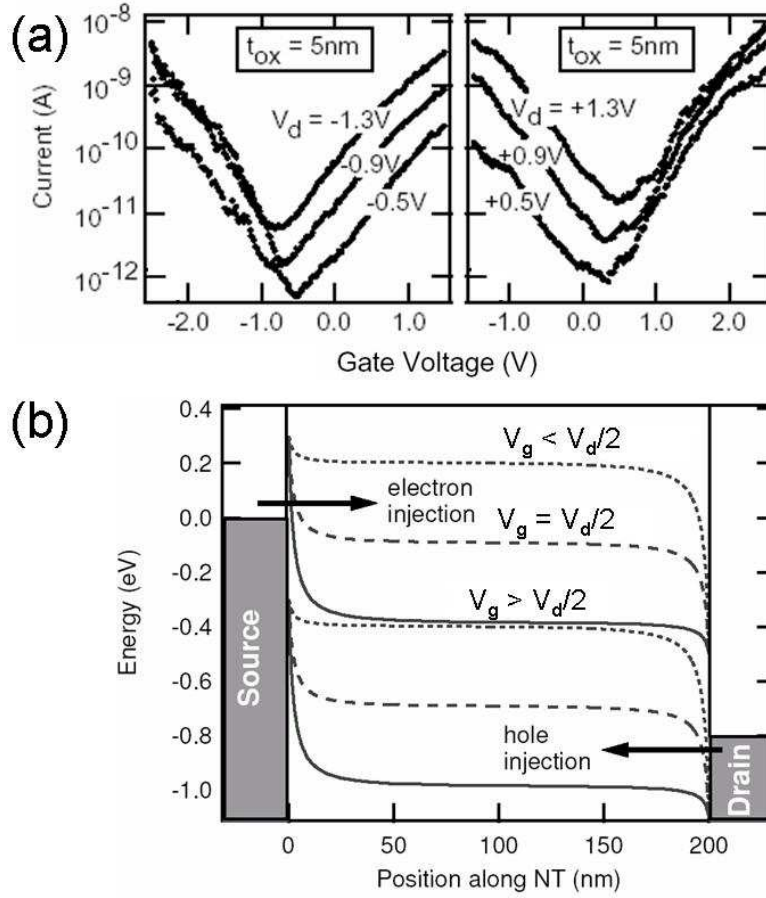 (a)
10^-8
10^-9
10^-10
10^-11
10^-12
Current (A)
t_ox = 5nm
V_d = -1.3V
-0.9V
-0.5V
t_ox = 5nm
V_d = +1.3V
+0.9V
+0.5V
-2.0 -1.0 0.0 1.0
-1.0 0.0 1.0 2.0
Gate Voltage (V)
(b)
0.4
0.2
0.0
-0.2
-0.4
-0.6
-0.8
-1.0
Energy (eV)
V_g < V_d/2
electron
injection
V_g = V_d/2
V_g > V_d/2
Source
hole
injection
Drain
0 50 100 150 200
Position along NT (nm)